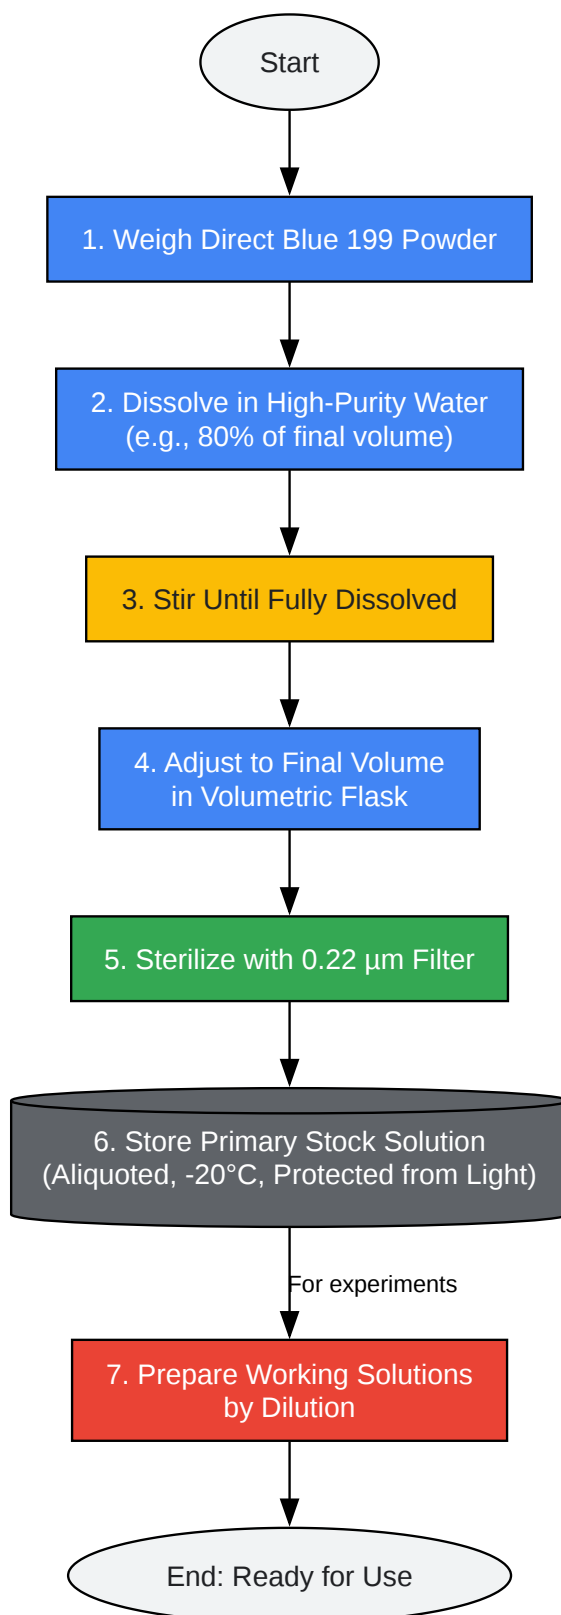 Start
1. Weigh Direct Blue 199 Powder
2. Dissolve in High-Purity Water
(e.g., 80% of final volume)
3. Stir Until Fully Dissolved
4. Adjust to Final Volume
in Volumetric Flask
5. Sterilize with 0.22 µm Filter
6. Store Primary Stock Solution
(Aliquoted, -20°C, Protected from Light)
For experiments
7. Prepare Working Solutions
by Dilution
End: Ready for Use